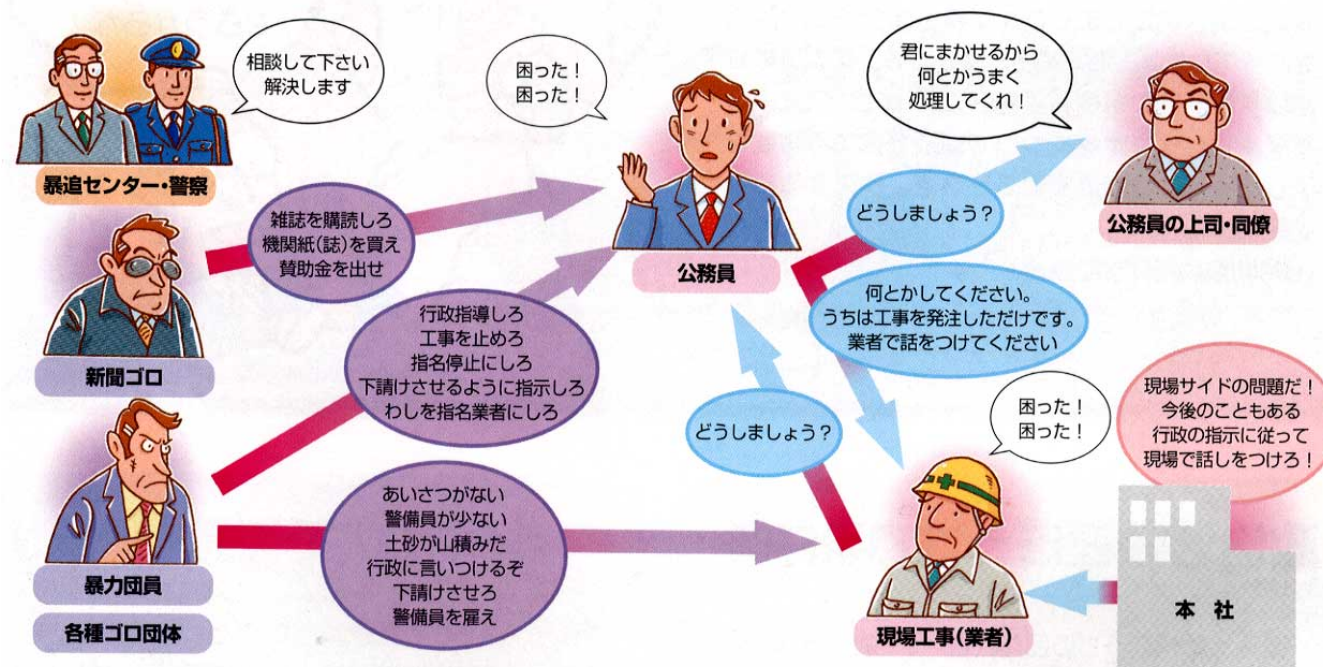 相談して下さい
解決します
暴追センター・警察
困った！
困った！
公務員
君にまかせるから
何とかうまく
処理してくれ！
公務員の上司・同僚
雑誌を購読しろ
機関紙（誌）を買え
賛助金を出せ
新聞ゴロ
どうしましょう？
行政指導しろ
工事を止めろ
指名停止にしろ
下請けさせるように指示しろ
わしを指名業者にしろ
何とかしてください。
うちは工事を発注しただけです。
業者で話をつけてください
どうしましょう？
困った！
困った！
現場サイドの問題だ！
今後のこともある
行政の指示に従って
現場で話しをつけろ！
暴力団員
各種ゴロ団体
あいさつがない
警備員が少ない
土砂が山積みだ
行政に言いつけるぞ
下請けさせろ
警備員を雇え
現場工事（業者）
本 社